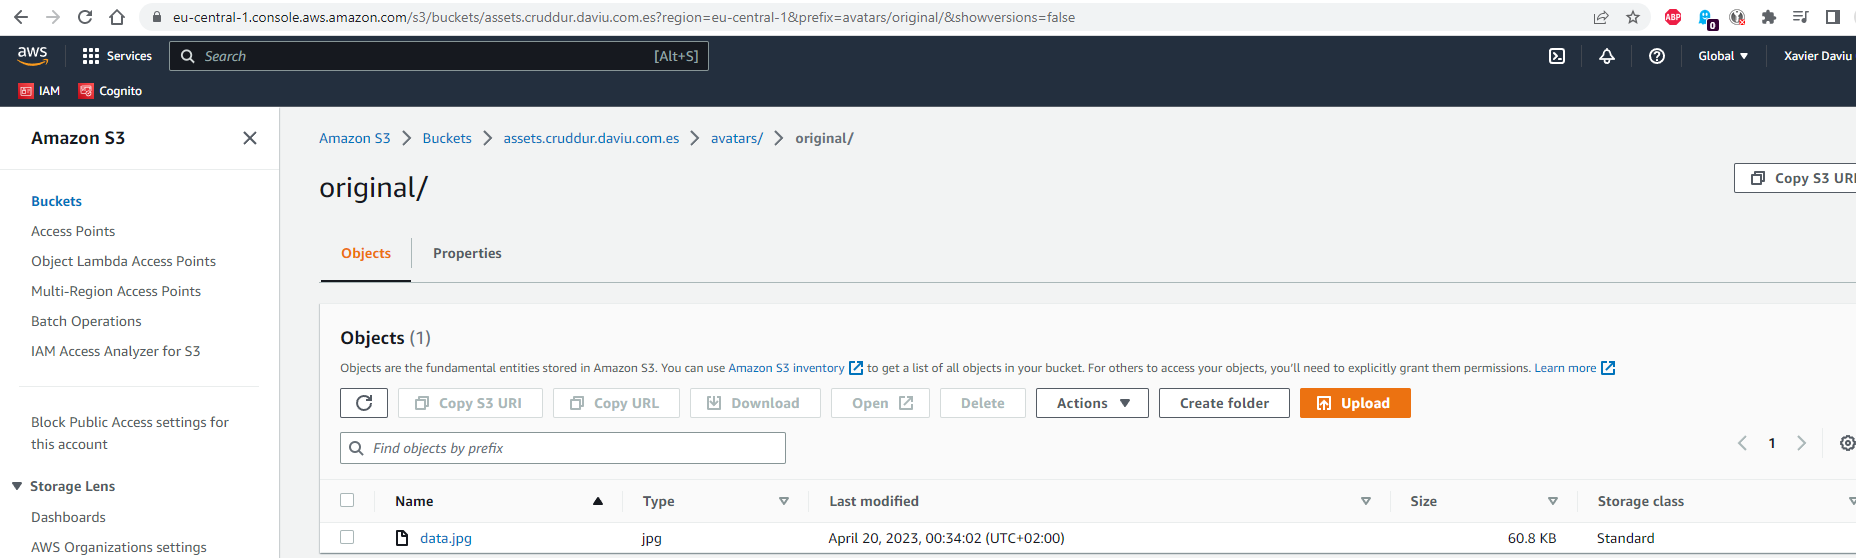 eu-central-1.console.aws.amazon.com/s3/buckets/assets.cruddur.daviu.com.es?region=eu-central-1&prefix=avatars/original/&showversions=false
ABP 0
aws Services Search [Alt+S] Global Xavier Daviu
IAM Cognito
Amazon S3
Amazon S3 Buckets assets.cruddur.daviu.com.es avatars/ original/
original/
Copy S3 URI
Buckets
Access Points
Object Lambda Access Points
Multi-Region Access Points
Batch Operations
IAM Access Analyzer for S3
Block Public Access settings for
this account
Storage Lens
Dashboards
AWS Organizations settings
Objects Properties
Objects (1)
Objects are the fundamental entities stored in Amazon S3. You can use Amazon S3 inventory to get a list of all objects in your bucket. For others to access your objects, you'll need to explicitly grant them permissions. Learn more
Copy S3 URI Copy URL Download Open Delete Actions Create folder Upload
Find objects by prefix
1
Name Type Last modified Size Storage class
data.jpg jpg April 20, 2023, 00:34:02 (UTC+02:00) 60.8 KB Standard